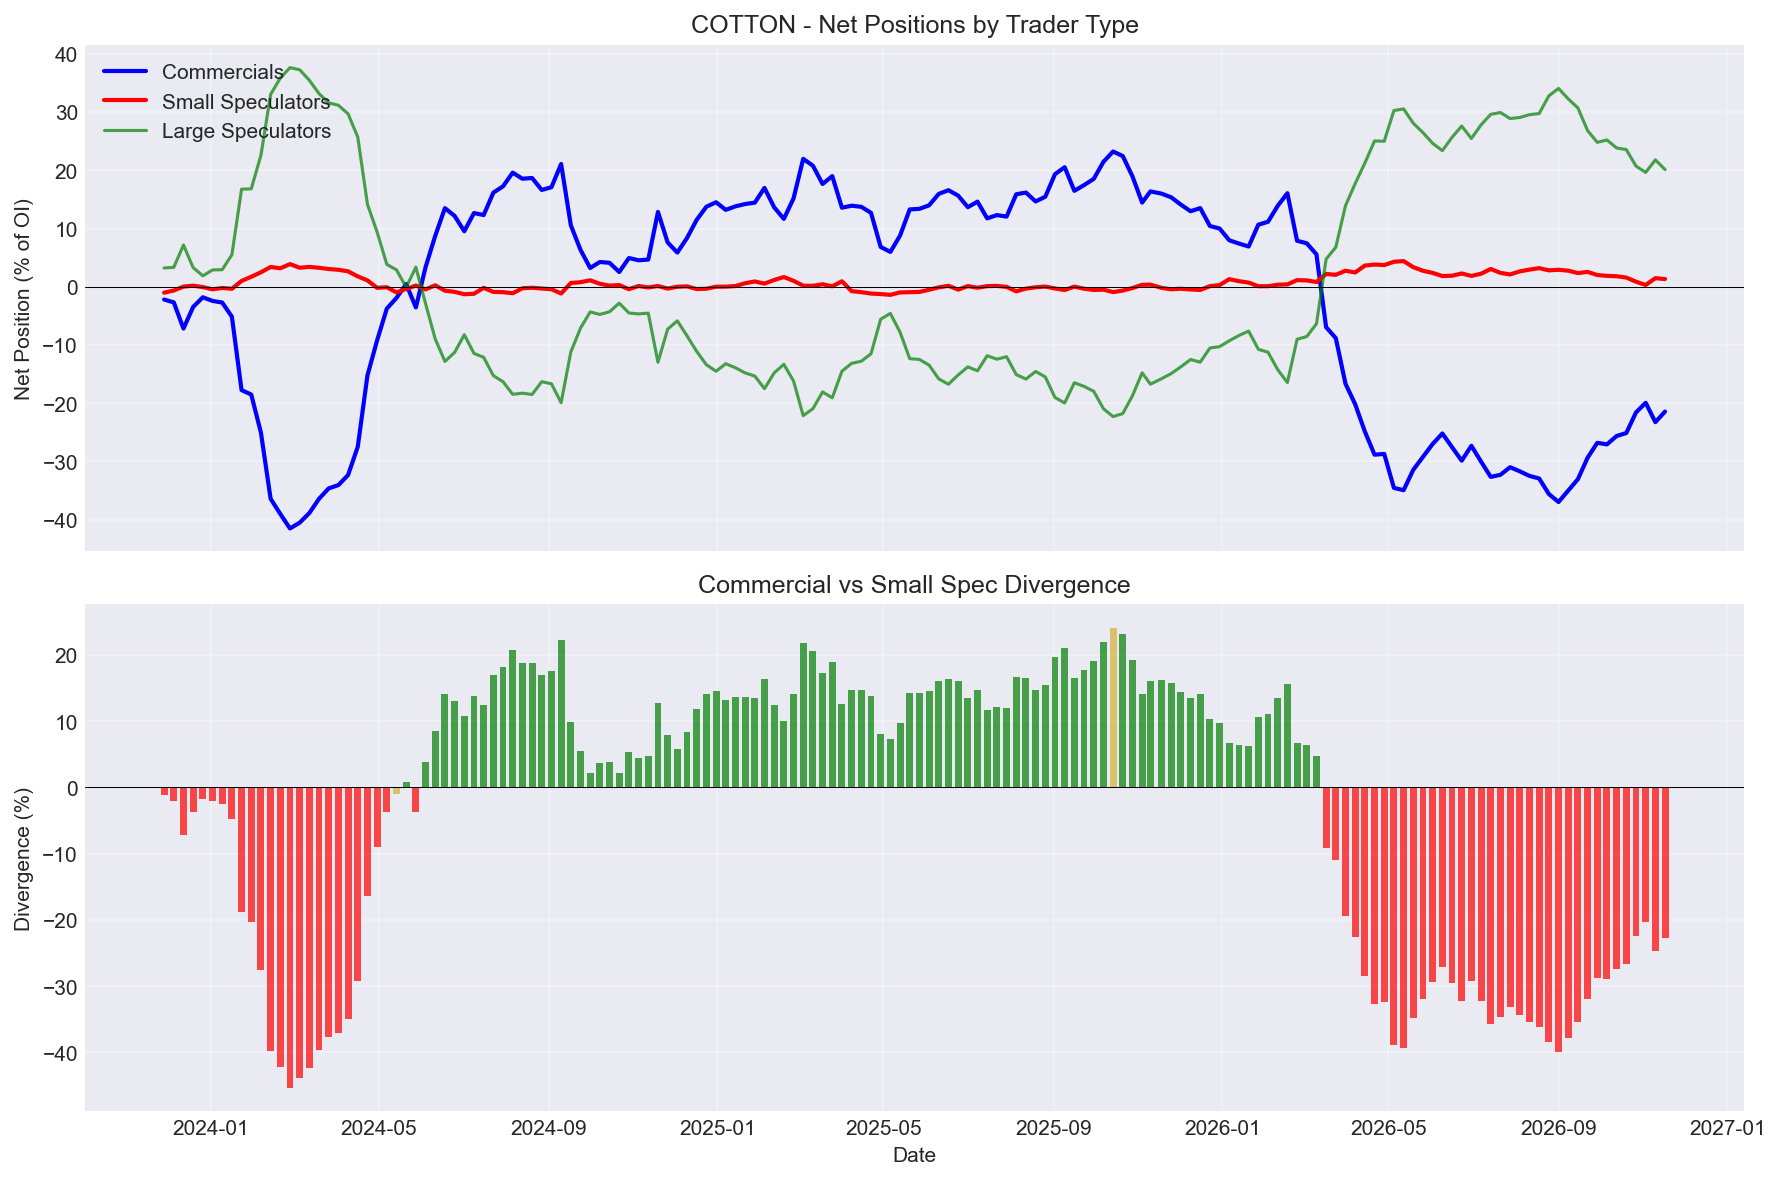 COTTON - Net Positions by Trader Type
40
30
20
10
0
−10
−20
−30
−40
Net Position (% of OI)
Commercials
Small Speculators
Large Speculators
Commercial vs Small Spec Divergence
20
10
0
−10
−20
−30
−40
Divergence (%)
2024-01 2024-05 2024-09 2025-01 2025-05 2025-09 2026-01 2026-05 2026-09 2027-01
Date